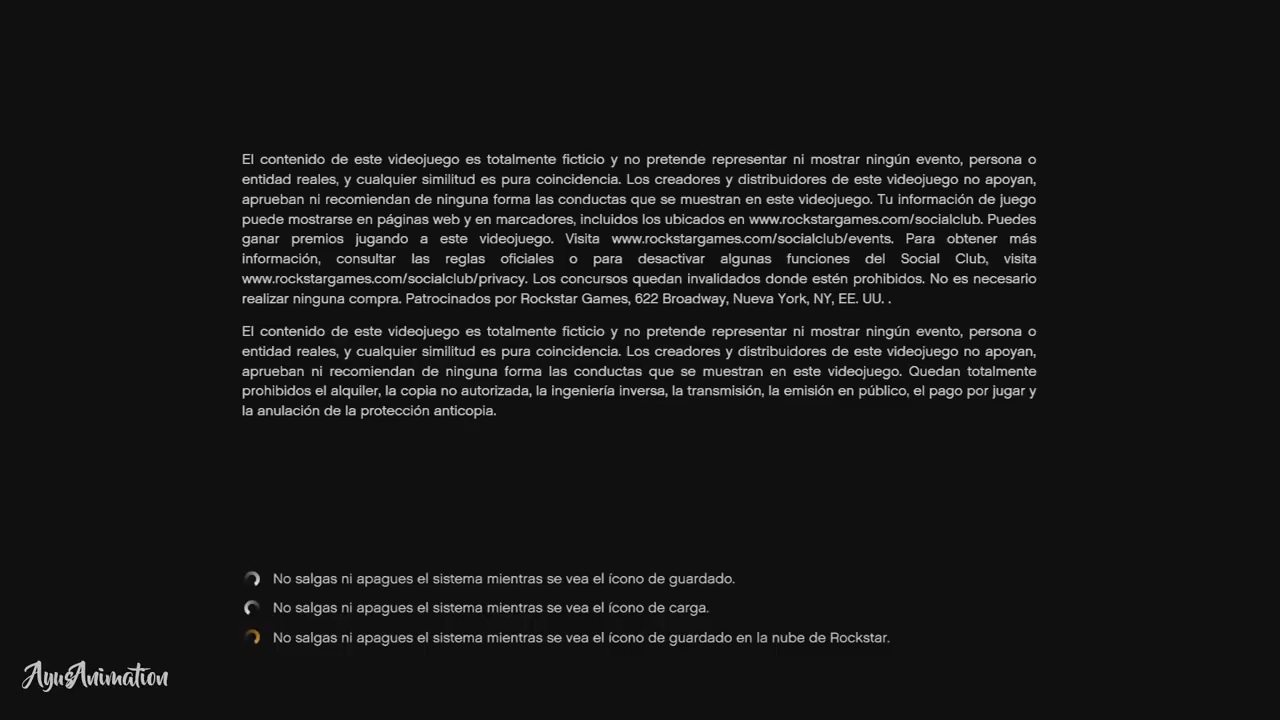 El contenido de este videojuego es totalmente ficticio y no pretende representar ni mostrar ningún evento, persona o
entidad reales, y cualquier similitud es pura coincidencia. Los creadores y distribuidores de este videojuego no apoyan,
aprueban ni recomiendan de ninguna forma las conductas que se muestran en este videojuego. Tu información de juego
puede mostrarse en páginas web y en marcadores, incluidos los ubicados en www.rockstargames.com/socialclub. Puedes
ganar premios jugando a este videojuego. Visita www.rockstargames.com/socialclub/events. Para obtener más
información, consultar las reglas oficiales o para desactivar algunas funciones del Social Club, visita
www.rockstargames.com/socialclub/privacy. Los concursos quedan invalidados donde estén prohibidos. No es necesario
realizar ninguna compra. Patrocinados por Rockstar Games, 622 Broadway, Nueva York, NY, EE. UU. .
El contenido de este videojuego es totalmente ficticio y no pretende representar ni mostrar ningún evento, persona o
entidad reales, y cualquier similitud es pura coincidencia. Los creadores y distribuidores de este videojuego no apoyan,
aprueban ni recomiendan de ninguna forma las conductas que se muestran en este videojuego. Quedan totalmente
prohibidos el alquiler, la copia no autorizada, la ingeniería inversa, la transmisión, la emisión en público, el pago por jugar y
la anulación de la protección anticopia.
No salgas ni apagues el sistema mientras se vea el ícono de guardado.
No salgas ni apagues el sistema mientras se vea el ícono de carga.
No salgas ni apagues el sistema mientras se vea el ícono de guardado en la nube de Rockstar.
AyusAnimation